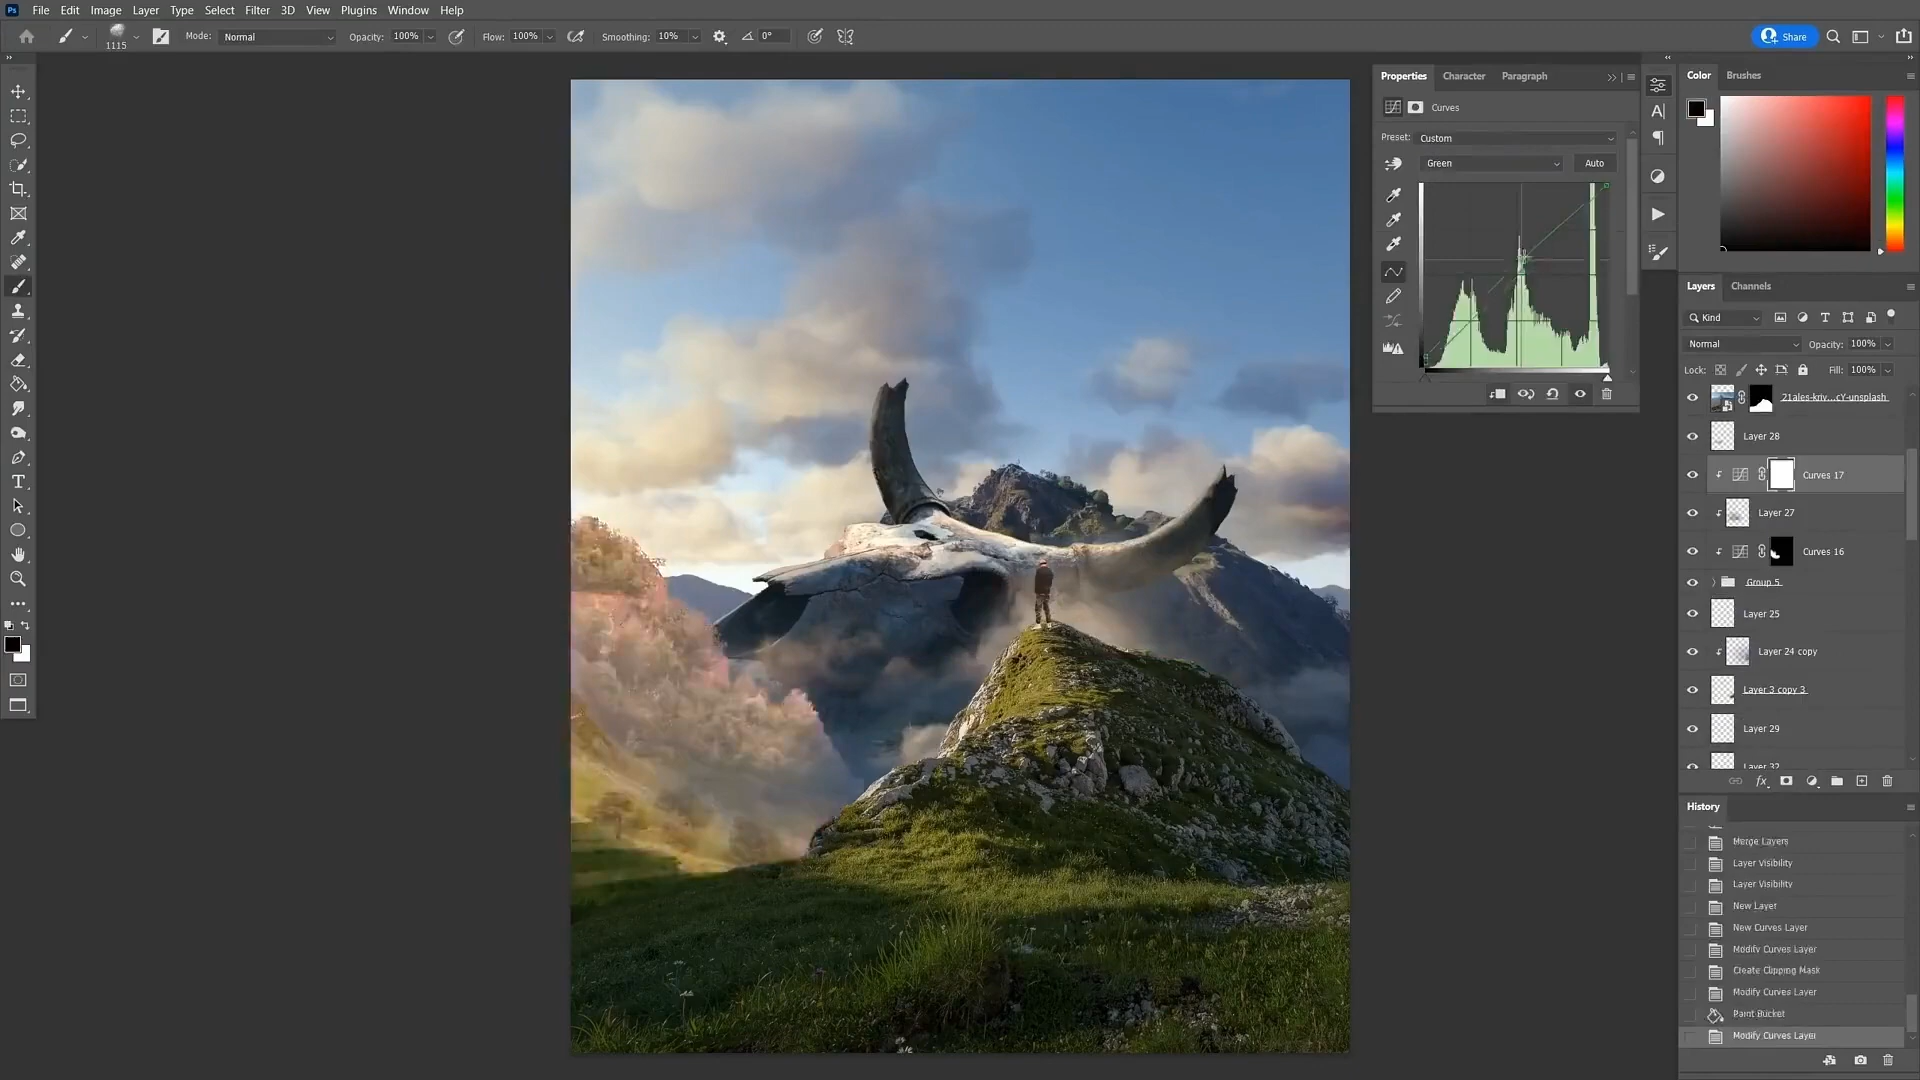 Ps File Edit Image Layer Type Select Filter 3D View Plugins Window Help
1115 Mode: Normal Opacity: 100% Flow: 100% Smoothing: 10% 0° Share
Properties Character Paragraph
Curves
Preset: Custom
Green Auto
Color Brushes
Layers Channels
Kind
Normal Opacity: 100%
Lock: Fill: 100%
21ales-kriv...cY-unsplash
Layer 28
Curves 17
Layer 27
Curves 16
Group 5
Layer 25
Layer 24 copy
Layer 3 copy 3
Layer 29
Layer 32
fx
History
Merge Layers
Layer Visibility
Layer Visibility
New Layer
New Curves Layer
Modify Curves Layer
Create Clipping Mask
Modify Curves Layer
Paint Bucket
Modify Curves Layer